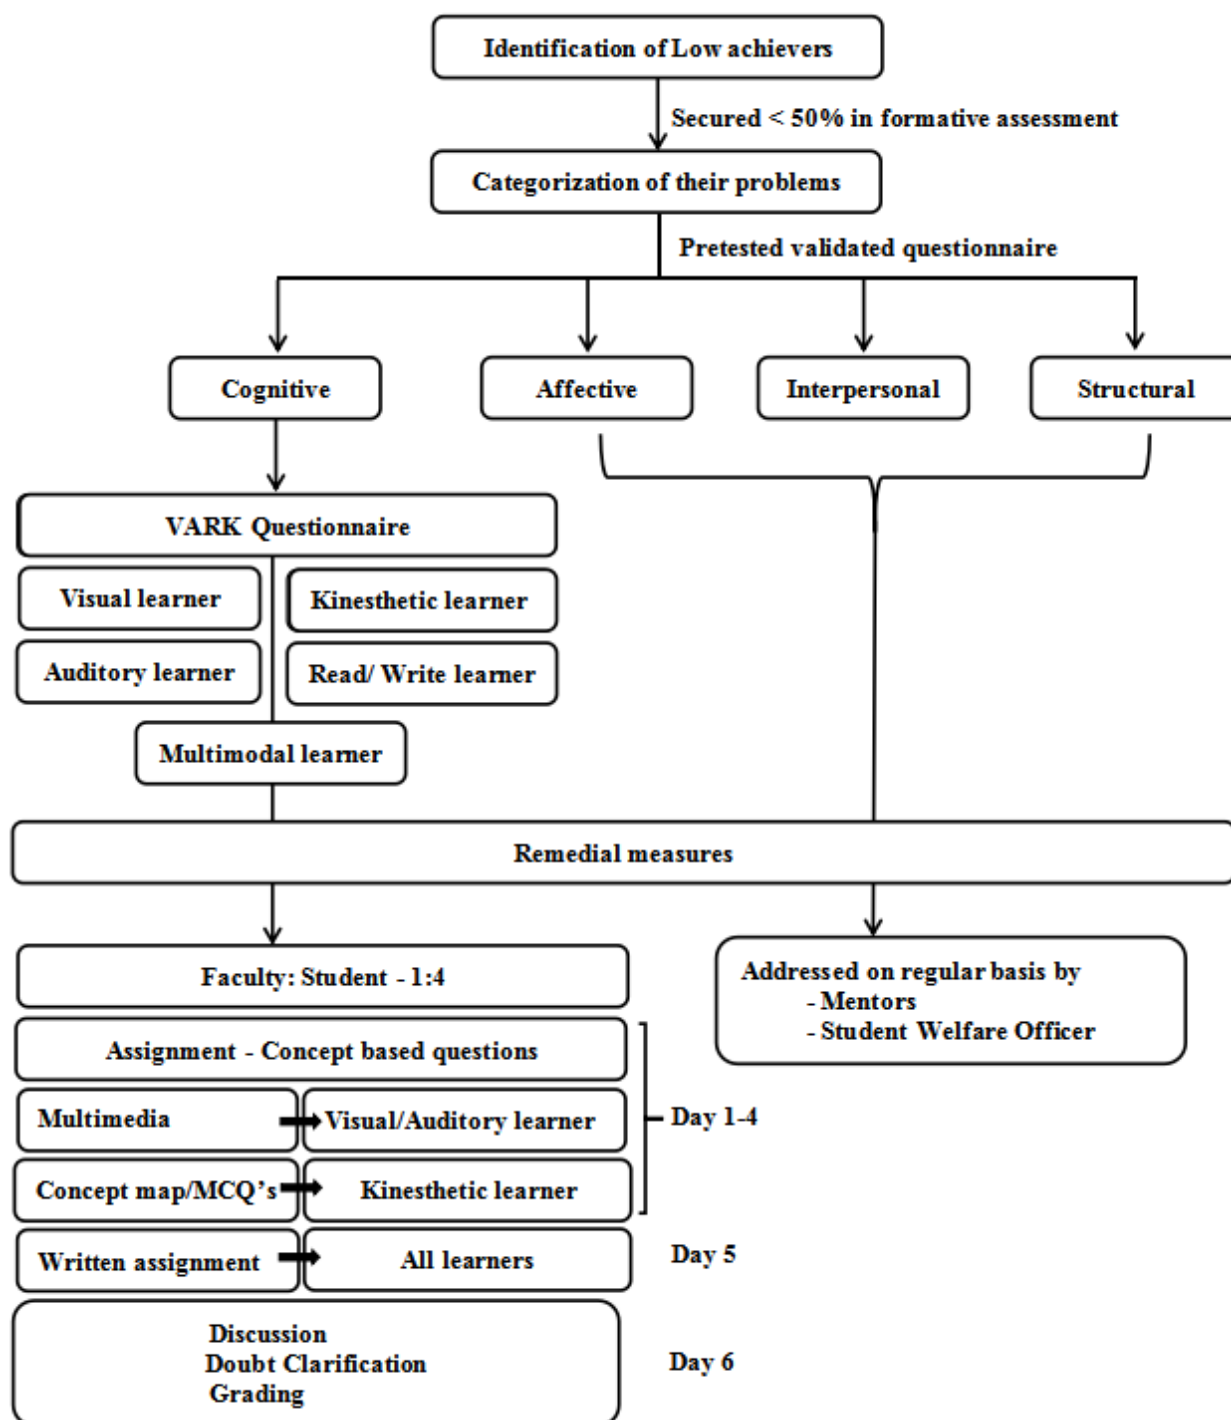 Identification of Low achievers
Secured < 50% in formative assessment
Categorization of their problems
Pretested validated questionnaire
Cognitive
Affective
Interpersonal
Structural
VARK Questionnaire
Visual learner
Kinesthetic learner
Auditory learner
Read/ Write learner
Multimodal learner
Remedial measures
Faculty: Student - 1:4
Addressed on regular basis by
- Mentors
- Student Welfare Officer
Assignment - Concept based questions
Multimedia
Visual/Auditory learner
Day 1-4
Concept map/MCQ’s
Kinesthetic learner
Written assignment
All learners
Day 5
Discussion
Doubt Clarification
Grading
Day 6